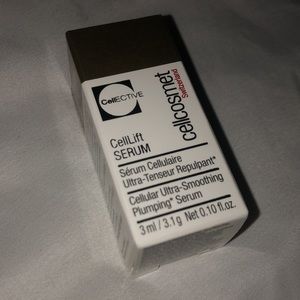 CellEctive
cellcosmet
Switzerland
CellLift
SERUM
Sérum Cellulaire
Ultra-Tenseur Repulpant*
Cellular Ultra-Smoothing
Plumping* Serum
3 ml / 3.1 g Net 0.10 fl.oz.